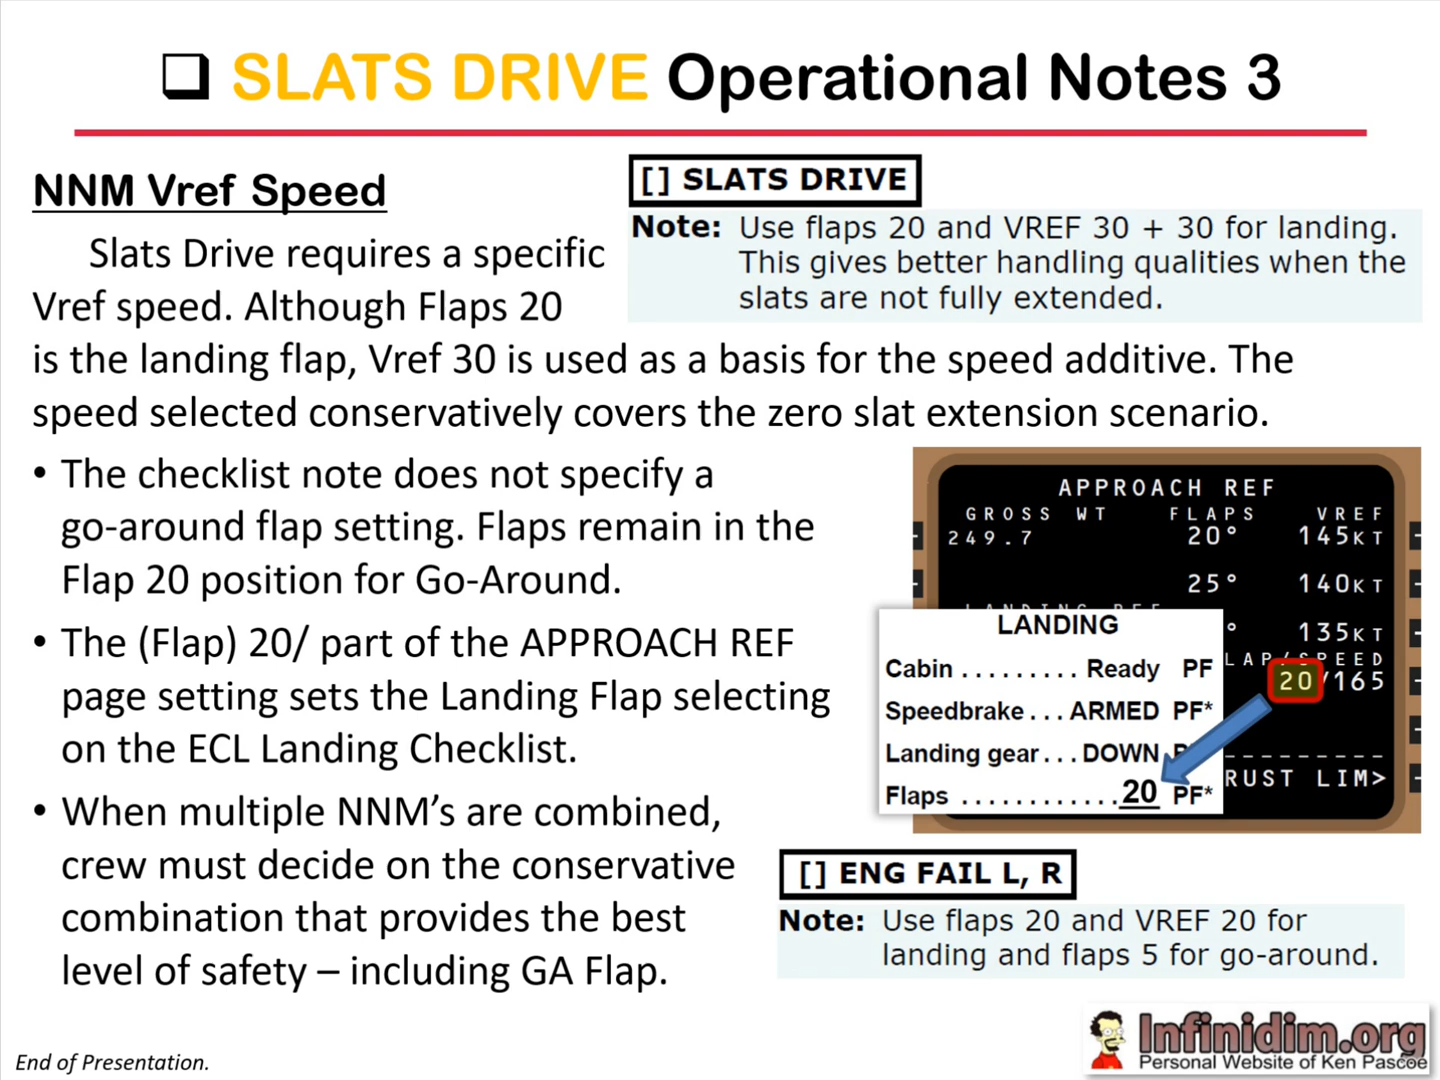 SLATS DRIVE Operational Notes 3
NNM Vref Speed
Slats Drive requires a specific
Vref speed. Although Flaps 20
is the landing flap, Vref 30 is used as a basis for the speed additive. The
speed selected conservatively covers the zero slat extension scenario.
[] SLATS DRIVE
Note: Use flaps 20 and VREF 30 + 30 for landing.
This gives better handling qualities when the
slats are not fully extended.
• The checklist note does not specify a
go-around flap setting. Flaps remain in the
Flap 20 position for Go-Around.
• The (Flap) 20/ part of the APPROACH REF
page setting sets the Landing Flap selecting
on the ECL Landing Checklist.
• When multiple NNM’s are combined,
crew must decide on the conservative
combination that provides the best
level of safety – including GA Flap.
APPROACH REF
GROSS WT FLAPS VREF
249.7 20° 145KT
25° 140KT
° 135KT
LAP/SPEED
20/165
RUST LIM>
LANDING
Cabin ......... Ready PF
Speedbrake ... ARMED PF*
Landing gear ... DOWN
Flaps ............ 20 PF*
[] ENG FAIL L, R
Note: Use flaps 20 and VREF 20 for
landing and flaps 5 for go-around.
End of Presentation.
Infinidim.org
Personal Website of Ken Pascoe